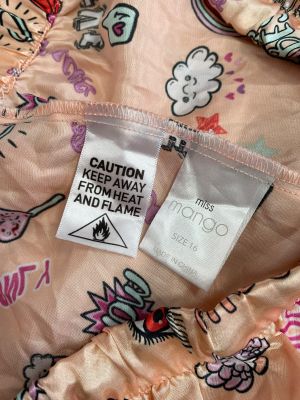 CAUTION
KEEP AWAY
FROM HEAT
AND FLAME
miss
mango
SIZE 16
MADE IN CHINA